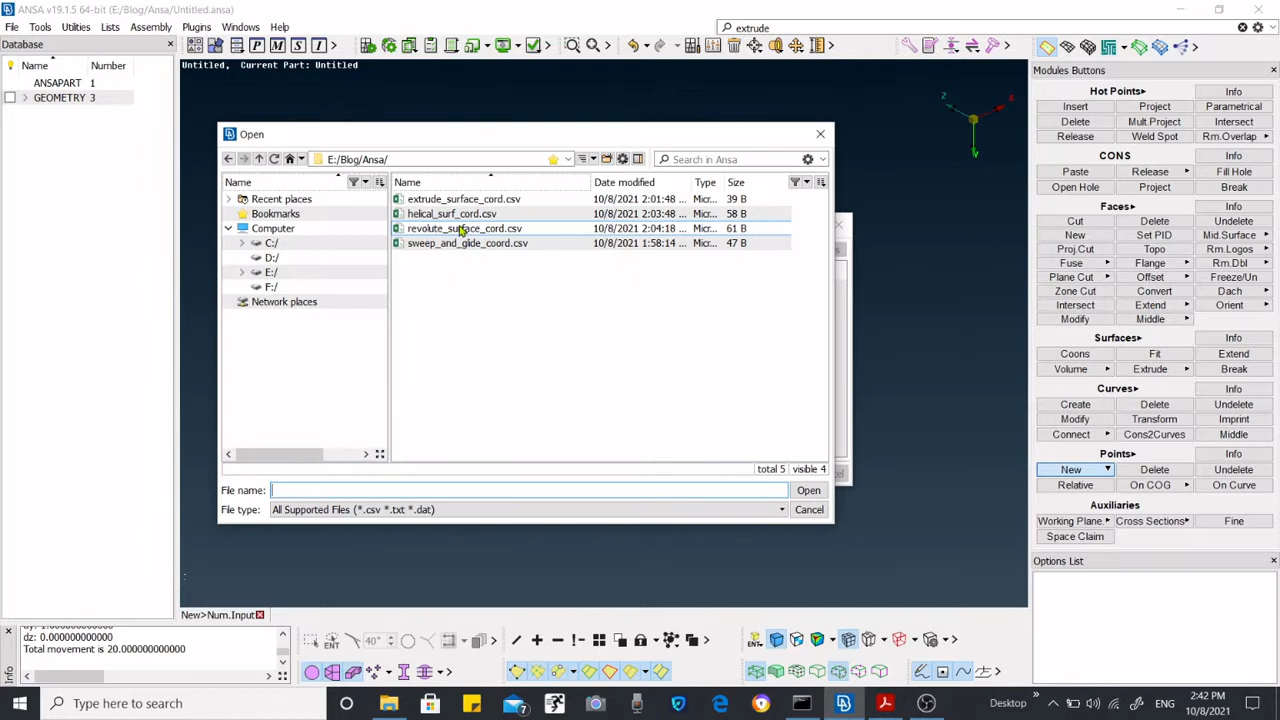 ANSA v19.1.5 64-bit (E:/Blog/Ansa/Untitled.ansa)
File Tools Utilities Lists Assembly Plugins Windows Help
extrude
Database
Name Number
ANSAPART 1
GEOMETRY 3
Untitled, Current Part: Untitled
Z
Open
E:/Blog/Ansa/
Search in Ansa
Name
Recent places
Bookmarks
Computer
C:/
D:/
E:/
F:/
Network places
Name Date modified Type Size
extrude_surface_cord.csv 10/8/2021 2:01:48 ... Micr... 39 B
helical_surf_cord.csv 10/8/2021 2:03:48 ... Micr... 58 B
revolute_surface_cord.csv 10/8/2021 2:04:18 ... Micr... 61 B
sweep_and_glide_coord.csv 10/8/2021 1:58:14 ... Micr... 47 B
total 5 visible 4
File name: Open
File type: All Supported Files (*.csv *.txt *.dat) Cancel
Modules Buttons
Hot Points Info
Insert Project Parametrical
Delete Mult Project Intersect
Release Weld Spot Rm.Overlap
CONS Info
Paste Release Fill Hole
Open Hole Project Break
Faces Info
Cut Delete Undelete
New Set PID Mid.Surface
Proj.Cut Topo Rm.Logos
Fuse Flange Rm.Dbl
Plane Cut Offset Freeze/Un
Zone Cut Convert Dach
Intersect Extend Orient
Modify Middle
Surfaces Info
Coons Fit Extend
Volume Extrude Break
Curves Info
Create Delete Undelete
Modify Transform Imprint
Connect Cons2Curves Middle
Points Info
New Delete Undelete
Relative On COG On Curve
Auxiliaries
Working Plane Cross Sections Fine
Space Claim
Options List
New>Num.Input
dz: 0.000000000000
Total movement is 20.000000000000
Info
ENT 40° ENT
Type here to search
7
Desktop
ENG
2:42 PM
10/8/2021